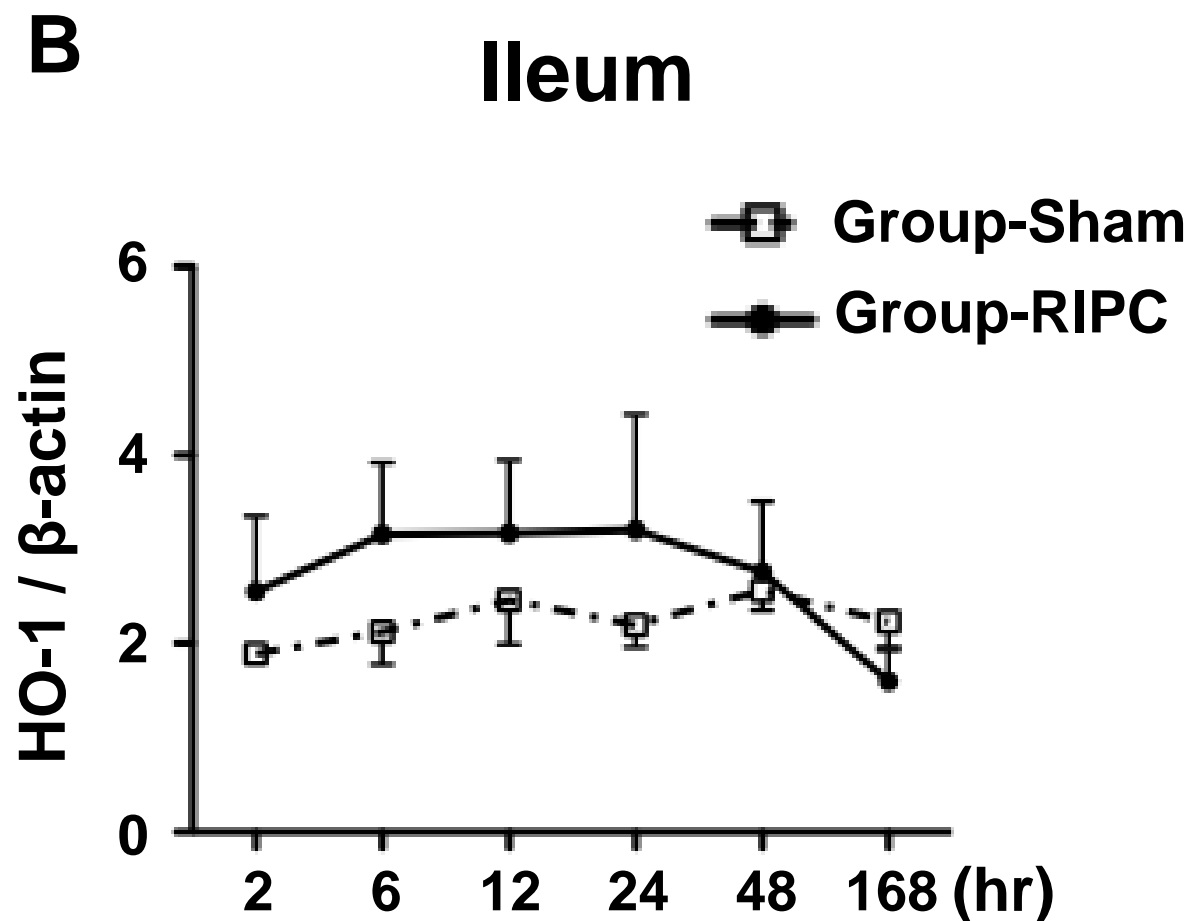 B
Ileum
Group-Sham
Group-RIPC
6
4
2
0
HO-1 / β-actin
2 6 12 24 48 168 (hr)